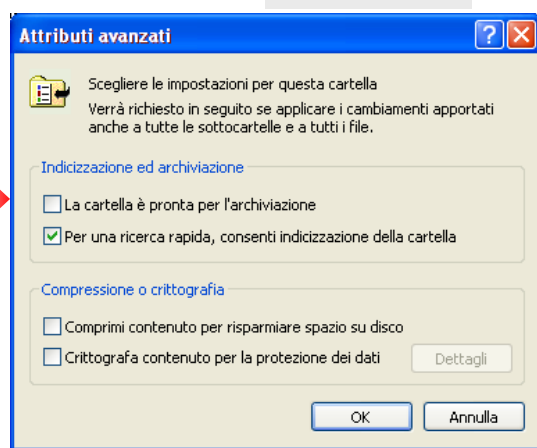 Attributi avanzati
Scegliere le impostazioni per questa cartella
Verrà richiesto in seguito se applicare i cambiamenti apportati
anche a tutte le sottocartelle e a tutti i file.
Indicizzazione ed archiviazione
La cartella è pronta per l'archiviazione
Per una ricerca rapida, consenti indicizzazione della cartella
Compressione o crittografia
Comprimi contenuto per risparmiare spazio su disco
Crittografa contenuto per la protezione dei dati
Dettagli
OK
Annulla